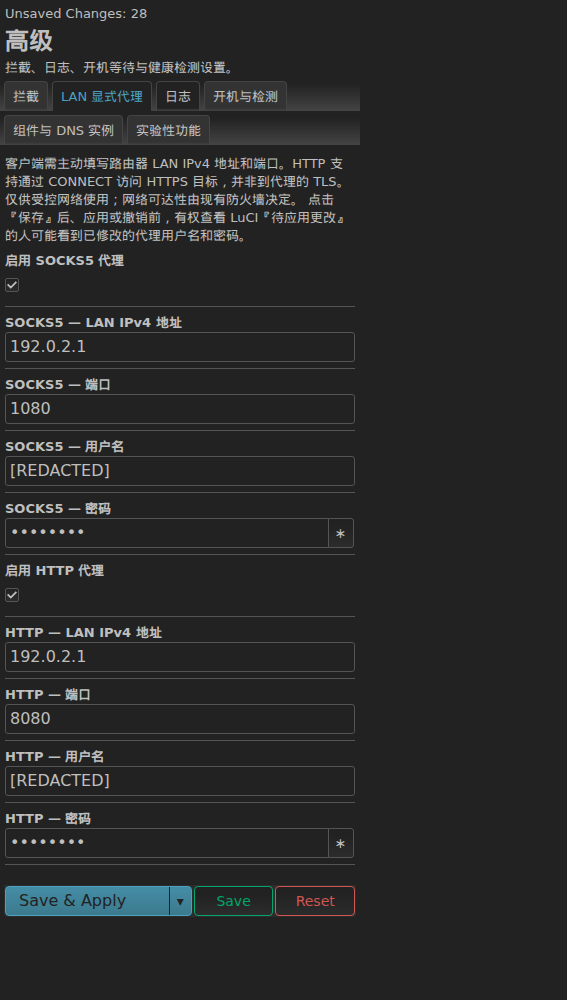 Unsaved Changes: 28
高级
拦截、日志、开机等待与健康检测设置。
拦截 LAN 显式代理 日志 开机与检测
组件与 DNS 实例 实验性功能
客户端需主动填写路由器 LAN IPv4 地址和端口。HTTP 支
持通过 CONNECT 访问 HTTPS 目标，并非到代理的 TLS。
仅供受控网络使用；网络可达性由现有防火墙决定。 点击
『保存』后、应用或撤销前，有权查看 LuCI『待应用更改』
的人可能看到已修改的代理用户名和密码。
启用 SOCKS5 代理
SOCKS5 — LAN IPv4 地址
192.0.2.1
SOCKS5 — 端口
1080
SOCKS5 — 用户名
[REDACTED]
SOCKS5 — 密码
••••••••
∗
启用 HTTP 代理
HTTP — LAN IPv4 地址
192.0.2.1
HTTP — 端口
8080
HTTP — 用户名
[REDACTED]
HTTP — 密码
••••••••
∗
Save & Apply ▾ Save Reset